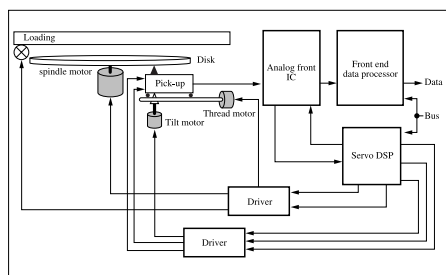 Loading
Disk
spindle motor
Pick-up
Thread motor
Tilt motor
Analog front
IC
Front end
data processor
Data
Bus
Servo DSP
Driver
Driver